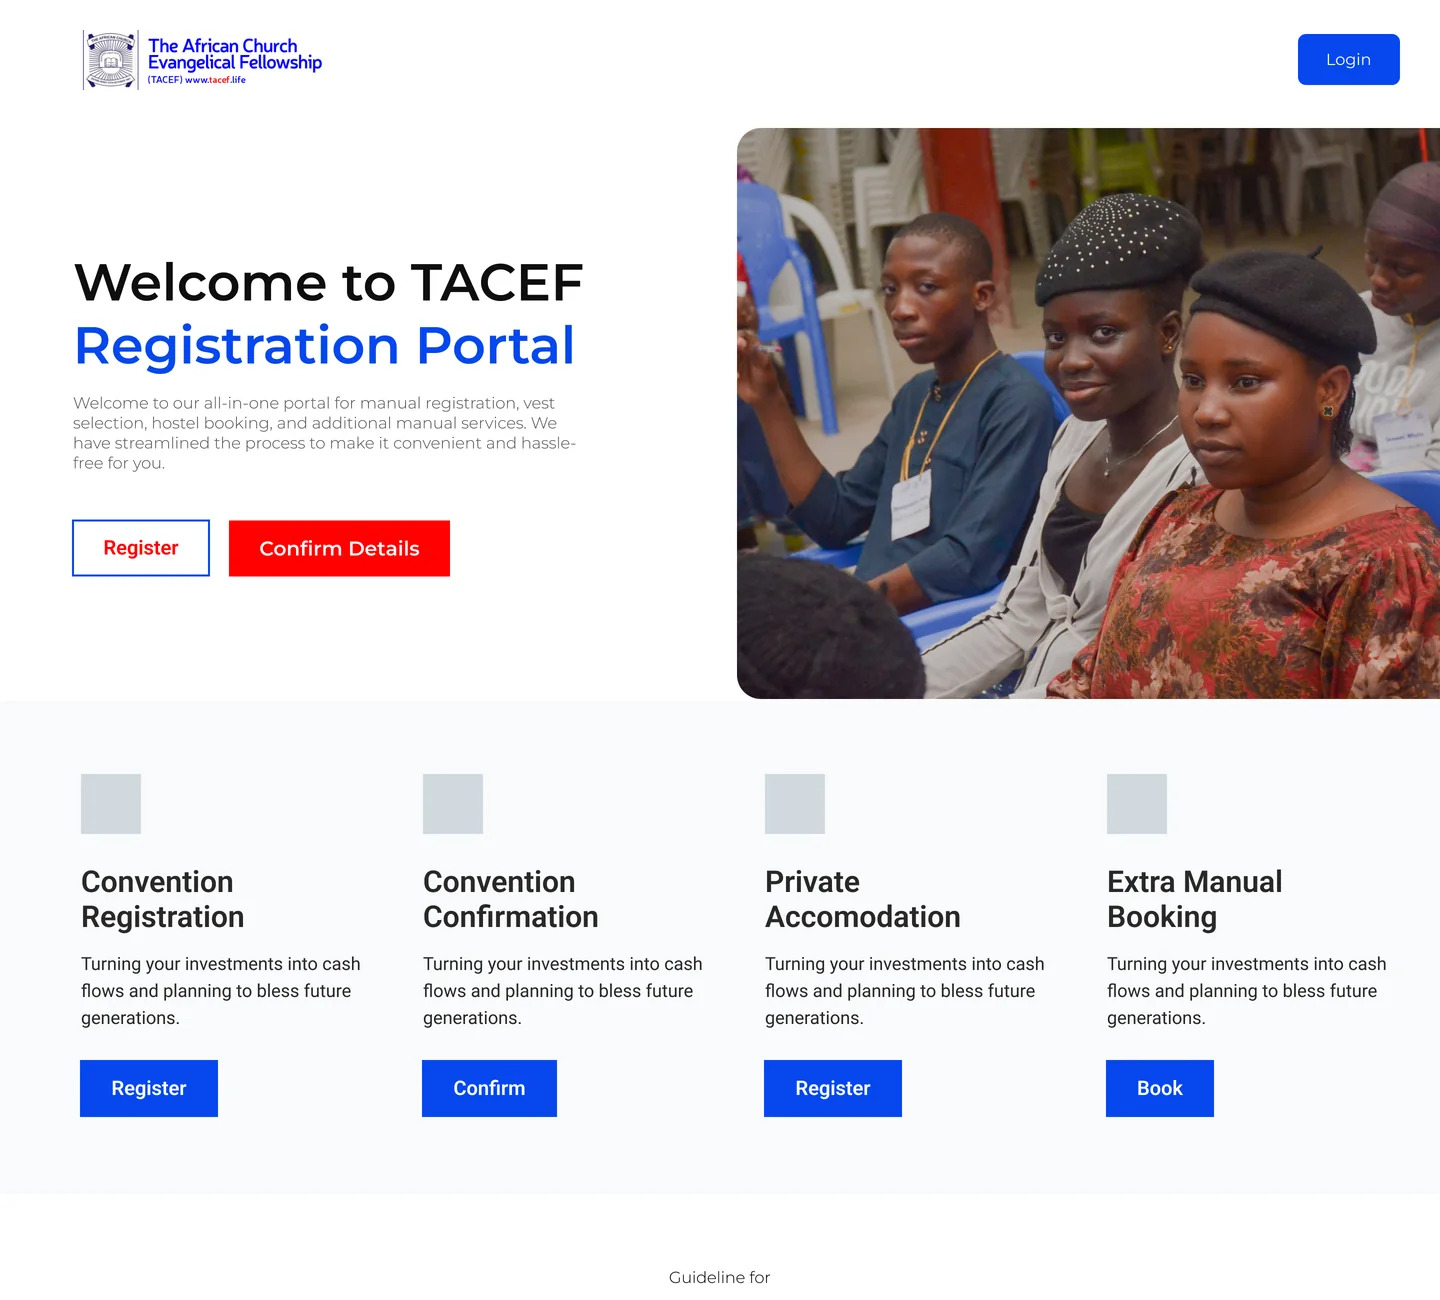 The African Church
Evangelical Fellowship
(TACEF) www.tacef.life
Login
Welcome to TACEF
Registration Portal
Welcome to our all-in-one portal for manual registration, vest
selection, hostel booking, and additional manual services. We
have streamlined the process to make it convenient and hassle-
free for you.
Register
Confirm Details
Convention
Registration
Turning your investments into cash
flows and planning to bless future
generations.
Register
Convention
Confirmation
Turning your investments into cash
flows and planning to bless future
generations.
Confirm
Private
Accomodation
Turning your investments into cash
flows and planning to bless future
generations.
Register
Extra Manual
Booking
Turning your investments into cash
flows and planning to bless future
generations.
Book
Guideline for